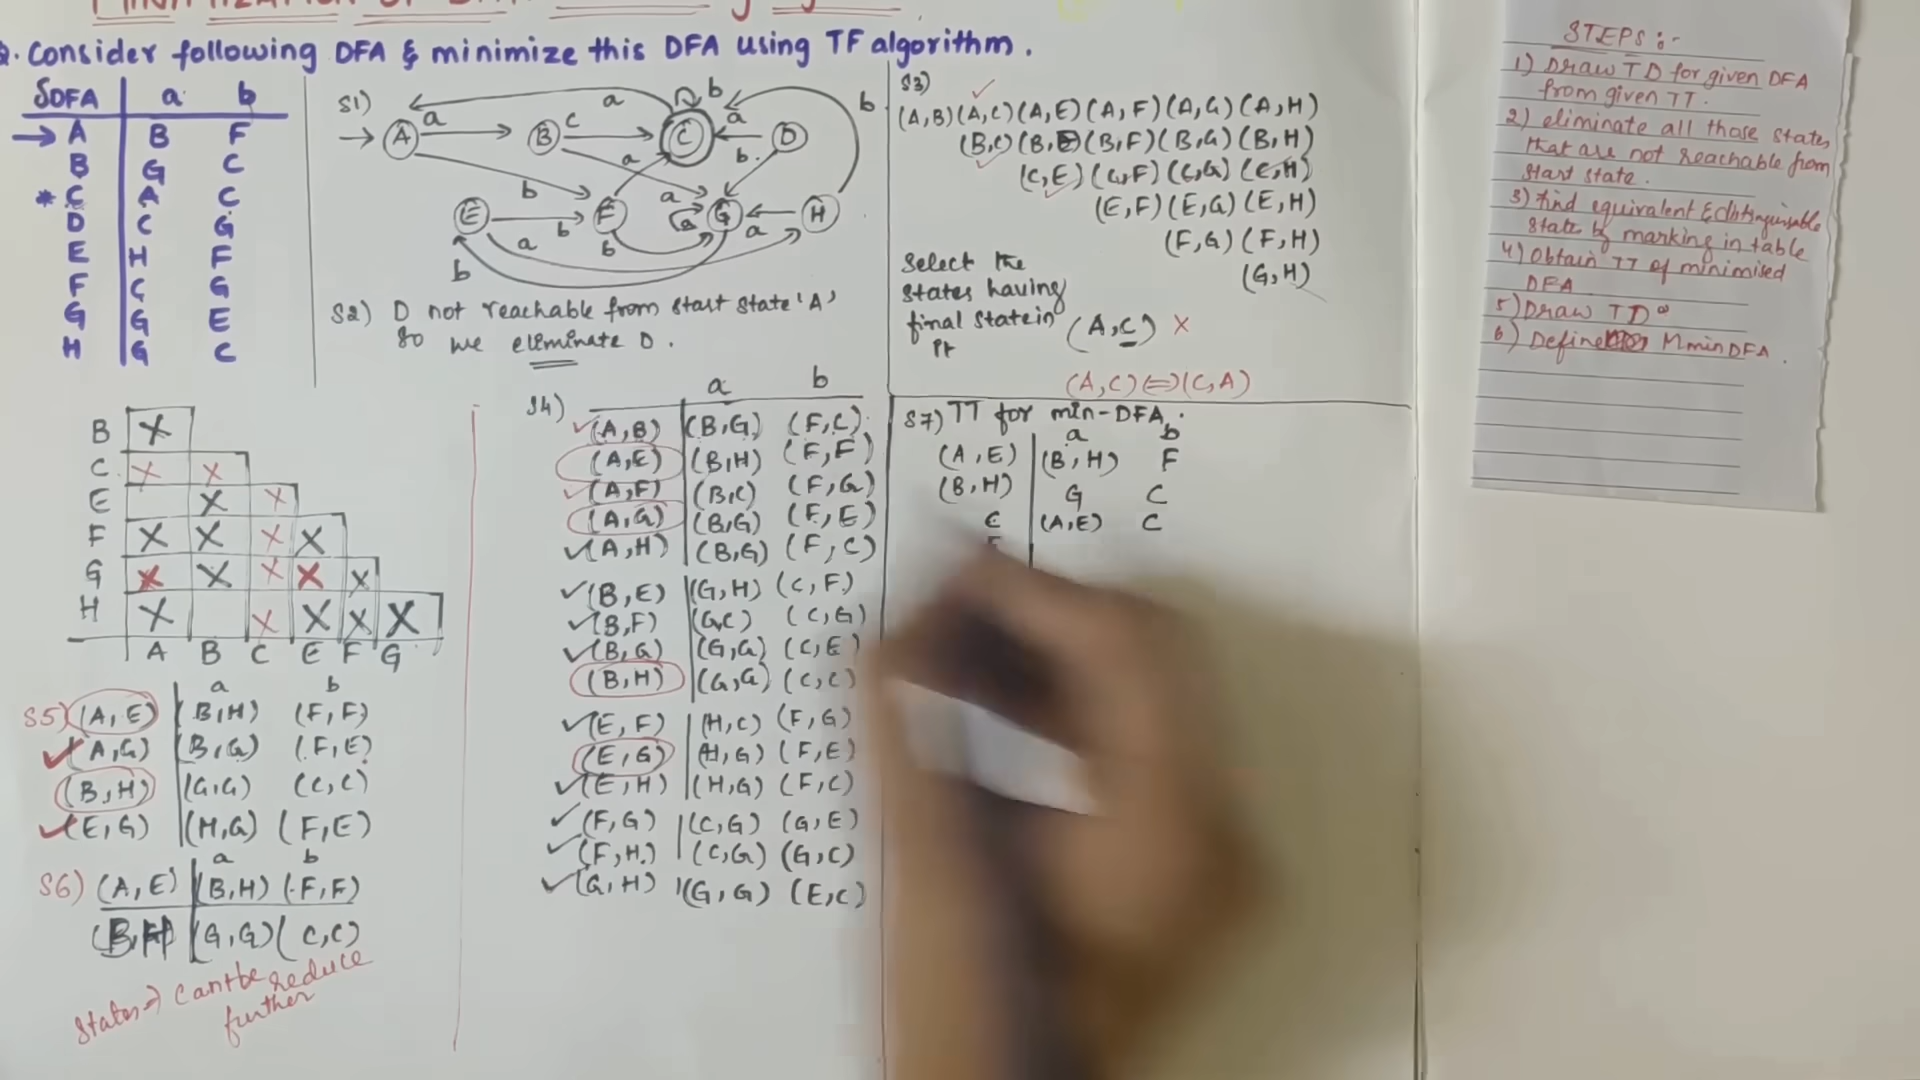 Q. Consider following DFA & minimize this DFA using TF algorithm.
δDFA a b
→ A B F
B G C
* C A C
D C G
E H F
F C G
G G E
H G C
S1)
A a B c C b D a
a b a b
E b F a G a H b
b a b a
S2) D not reachable from start state 'A'
So we eliminate D.
S3)
(A,B) (A,C) (A,E) (A,F) (A,G) (A,H)
(B,C) (B,E) (B,F) (B,G) (B,H)
(C,E) (C,F) (C,G) (C,H)
(E,F) (E,G) (E,H)
(F,G) (F,H)
(G,H)
Select the
states having
final state in
it
(A,C) X
(A,C) <=> (C,A)
B X
C X X
E X X
F X X X X
G X X X X X
H X X X X X
A B C E F G
S4) a b
(A,B) (B,G) (F,C)
(A,E) (B,H) (F,F)
(A,F) (B,C) (F,G)
(A,G) (B,G) (F,E)
(A,H) (B,G) (F,C)
(B,E) (G,H) (C,F)
(B,F) (G,C) (C,G)
(B,G) (G,G) (C,E)
(B,H) (G,G) (C,C)
(E,F) (H,C) (F,G)
(E,G) (H,G) (F,E)
(E,H) (H,G) (F,C)
(F,G) (C,G) (G,E)
(F,H) (C,G) (G,C)
(G,H) (G,G) (E,C)
a b
S5) (A,E) (B,H) (F,F)
(A,G) (B,G) (F,E)
(B,H) (G,G) (C,C)
(E,G) (H,G) (F,E)
a b
S6) (A,E) (B,H) (F,F)
(B,H) (G,G) (C,C)
States => can't be reduce
further
S7) TT for min-DFA.
a b
(A,E) (B,H) F
(B,H) G C
C (A,E) C
STEPS :-
1) Draw TD for given DFA
from given TT.
2) eliminate all those states
that are not reachable from
start state.
3) find equivalent & distinguisable
state by marking in table
4) Obtain TT of minimised
DFA
5) Draw TD
6) Define MminDFA.